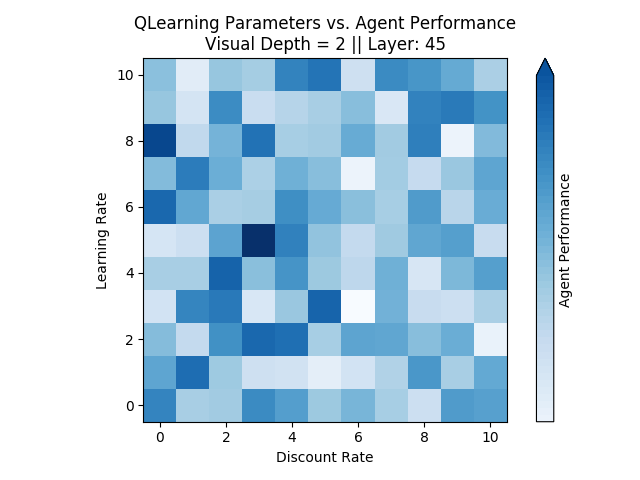 QLearning Parameters vs. Agent Performance
Visual Depth = 2 || Layer: 45
10
8
6
4
2
0
Learning Rate
0 2 4 6 8 10
Discount Rate
Agent Performance